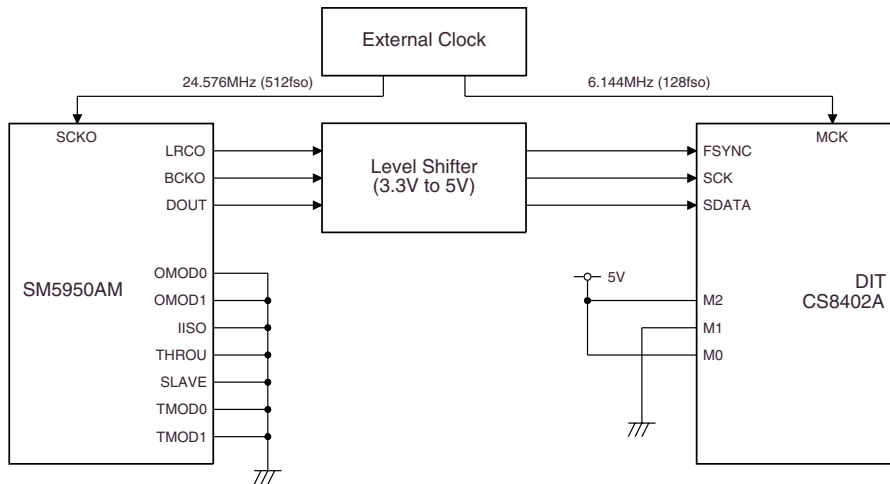 External Clock
24.576MHz (512fso)
6.144MHz (128fso)
SCKO
MCK
LRCO
BCKO
DOUT
Level Shifter
(3.3V to 5V)
FSYNC
SCK
SDATA
SM5950AM
OMOD0
OMOD1
IISO
THROU
SLAVE
TMOD0
TMOD1
5V
M2
M1
M0
DIT
CS8402A